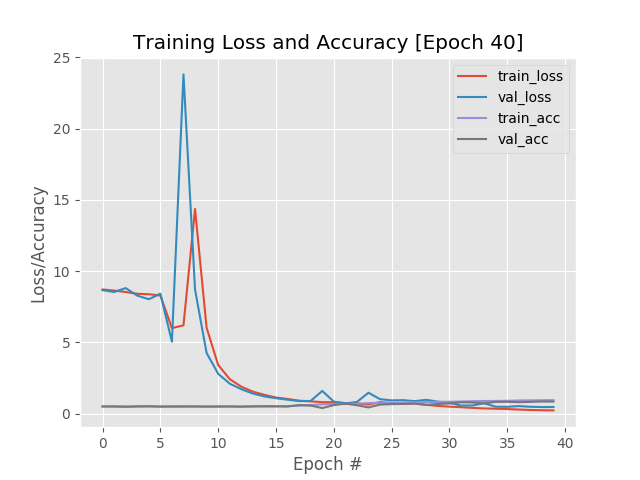 Training Loss and Accuracy [Epoch 40]
25
20
15
10
5
0
Loss/Accuracy
train_loss
val_loss
train_acc
val_acc
0 5 10 15 20 25 30 35 40
Epoch #